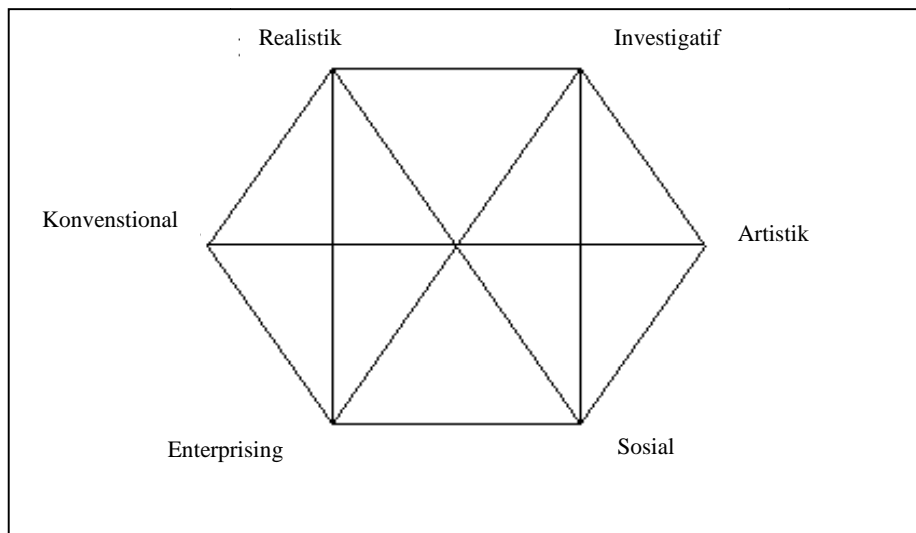 Realistik
Investigatif
Konvenstional
Artistik
Enterprising
Sosial